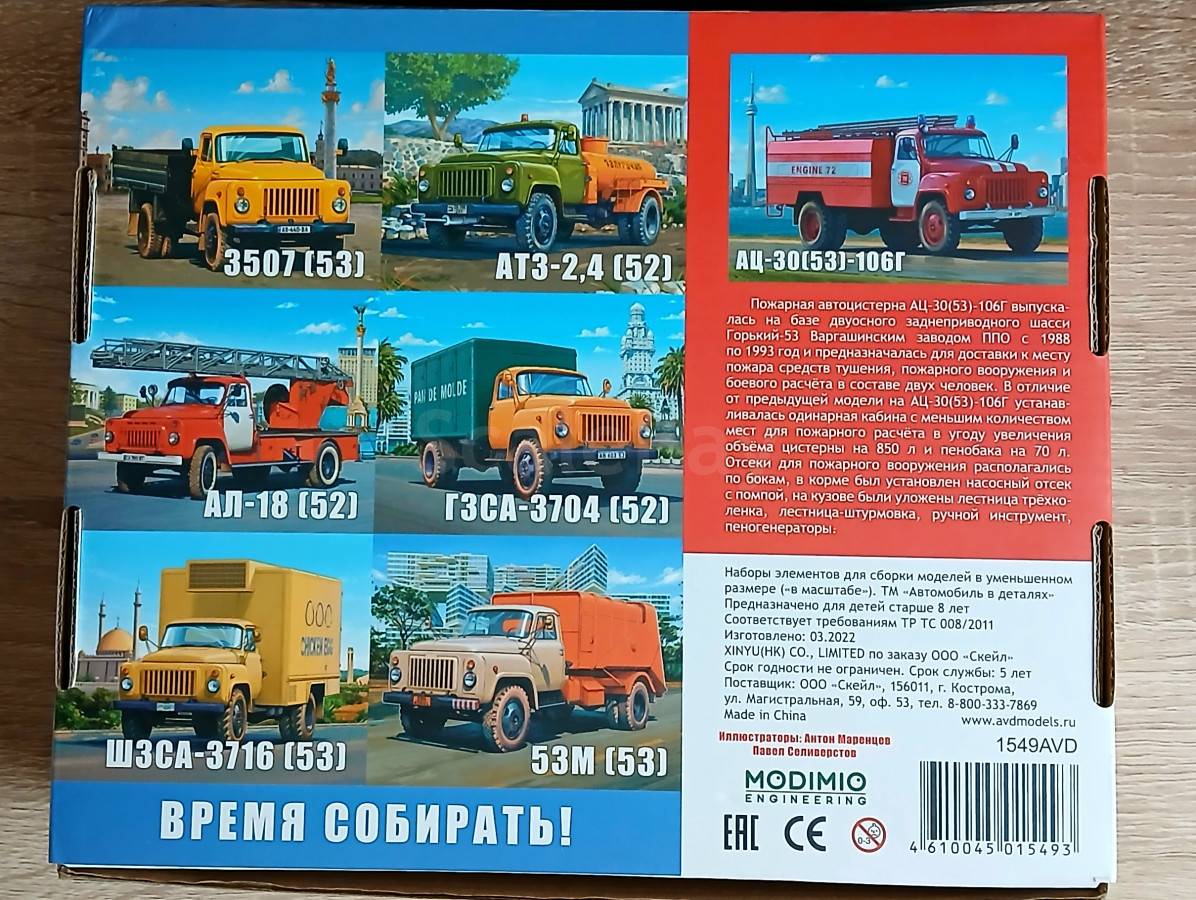 3507 (53)
АТЗ-2,4 (52)
ENGINE 72
АЦ-30(53)-106Г
Пожарная автоцистерна АЦ-30(53)-106Г выпуска-
лась на базе двуосного заднеприводного шасси
Горький-53 Варгашинским заводом ППО с 1988
по 1993 год и предназначалась для доставки к месту
пожара средств тушения, пожарного вооружения и
боевого расчёта в составе двух человек. В отличие
от предыдущей модели на АЦ-30(53)-106Г устанав-
ливалась одинарная кабина с меньшим количеством
мест для пожарного расчёта в угоду увеличения
объёма цистерны на 850 л и пенобака на 70 л.
Отсеки для пожарного вооружения располагались
по бокам, в корме был установлен насосный отсек
с помпой, на кузове были уложены лестница трёхко-
ленка, лестница-штурмовка, ручной инструмент,
пеногенераторы.
АЛ-18 (52)
PAN DE MOLDE
ГЗСА-3704 (52)
CHICKEN EGGS
ШЗСА-3716 (53)
53М (53)
ВРЕМЯ СОБИРАТЬ!
Наборы элементов для сборки моделей в уменьшенном
размере («в масштабе»). ТМ «Автомобиль в деталях»
Предназначено для детей старше 8 лет
Соответствует требованиям ТР ТС 008/2011
Изготовлено: 03.2022
XINYU(HK) CO., LIMITED по заказу ООО «Скейл»
Срок годности не ограничен. Срок службы: 5 лет
Поставщик: ООО «Скейл», 156011, г. Кострома,
ул. Магистральная, 59, оф. 53, тел. 8-800-333-7869
Made in China
www.avdmodels.ru
Иллюстраторы: Антон Маренцев
Павел Селиверстов
1549AVD
MODIMIO
ENGINEERING
EAC CE 0-3
4 610045 015493